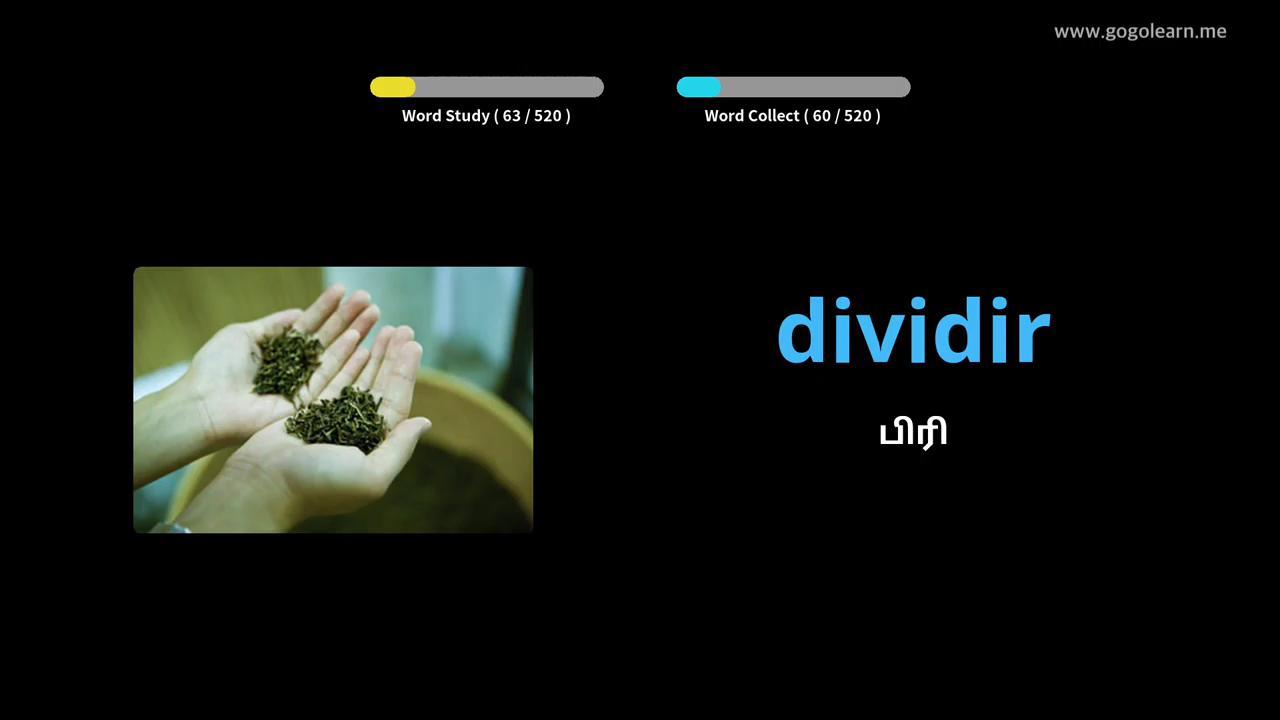 www.gogolearn.me
Word Study ( 63 / 520 )
Word Collect ( 60 / 520 )
dividir
பிரி